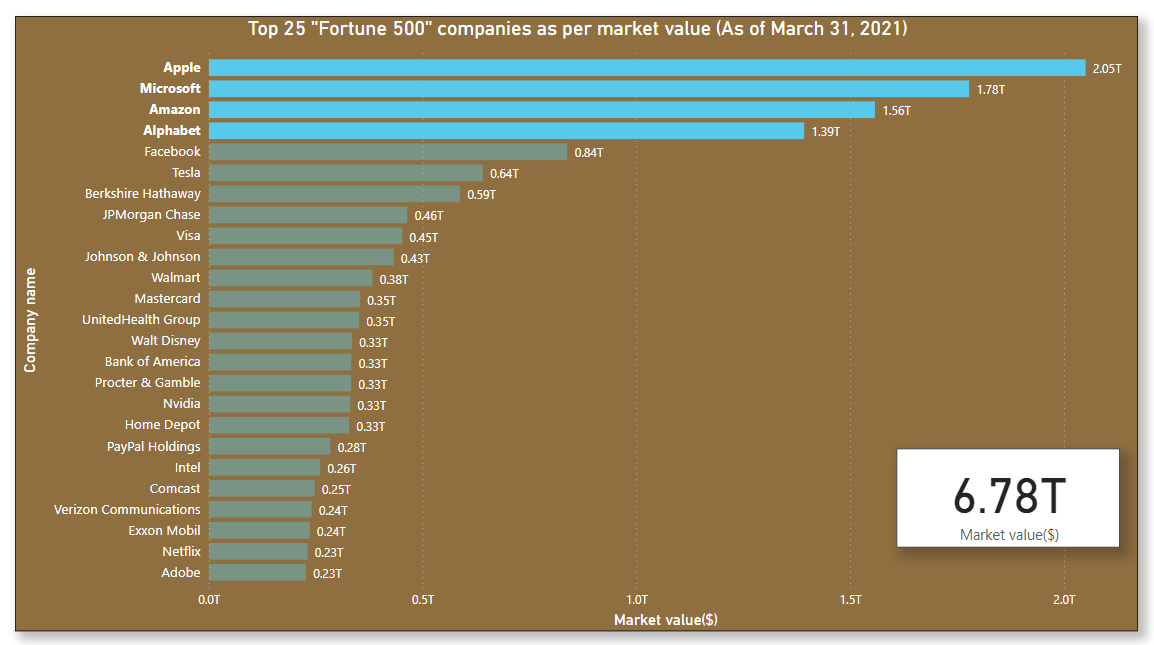 Top 25 "Fortune 500" companies as per market value (As of March 31, 2021)
Company name
Apple 2.05T
Microsoft 1.78T
Amazon 1.56T
Alphabet 1.39T
Facebook 0.84T
Tesla 0.64T
Berkshire Hathaway 0.59T
JPMorgan Chase 0.46T
Visa 0.45T
Johnson & Johnson 0.43T
Walmart 0.38T
Mastercard 0.35T
UnitedHealth Group 0.35T
Walt Disney 0.33T
Bank of America 0.33T
Procter & Gamble 0.33T
Nvidia 0.33T
Home Depot 0.33T
PayPal Holdings 0.28T
Intel 0.26T
Comcast 0.25T
Verizon Communications 0.24T
Exxon Mobil 0.24T
Netflix 0.23T
Adobe 0.23T
0.0T 0.5T 1.0T 1.5T 2.0T
Market value($)
6.78T
Market value($)